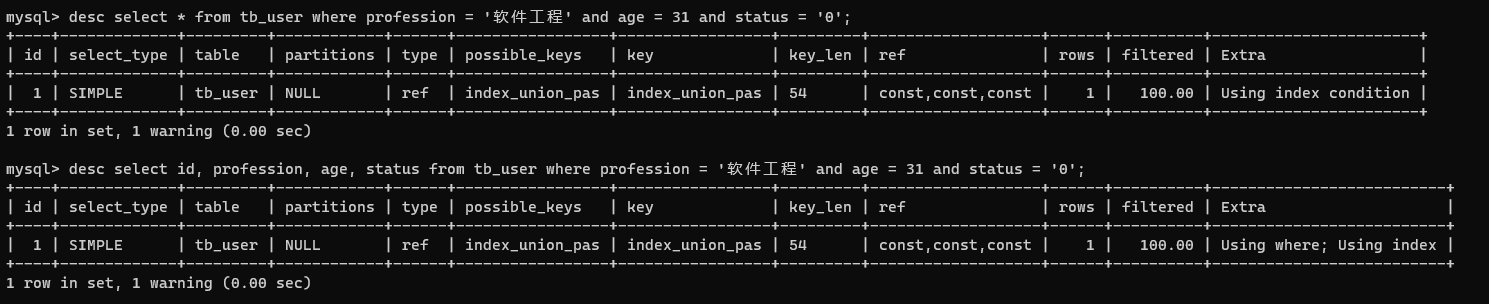 mysql> desc select * from tb_user where profession = '软件工程' and age = 31 and status = '0';
+----+-------------+---------+------------+------+-----------------+-----------------+---------+-------------------+------+----------+-----------------------+
| id | select_type | table   | partitions | type | possible_keys   | key             | key_len | ref               | rows | filtered | Extra                 |
+----+-------------+---------+------------+------+-----------------+-----------------+---------+-------------------+------+----------+-----------------------+
|  1 | SIMPLE      | tb_user | NULL       | ref  | index_union_pas | index_union_pas | 54      | const,const,const |    1 |   100.00 | Using index condition |
+----+-------------+---------+------------+------+-----------------+-----------------+---------+-------------------+------+----------+-----------------------+
1 row in set, 1 warning (0.00 sec)

mysql> desc select id, profession, age, status from tb_user where profession = '软件工程' and age = 31 and status = '0';
+----+-------------+---------+------------+------+-----------------+-----------------+---------+-------------------+------+----------+--------------------------+
| id | select_type | table   | partitions | type | possible_keys   | key             | key_len | ref               | rows | filtered | Extra                    |
+----+-------------+---------+------------+------+-----------------+-----------------+---------+-------------------+------+----------+--------------------------+
|  1 | SIMPLE      | tb_user | NULL       | ref  | index_union_pas | index_union_pas | 54      | const,const,const |    1 |   100.00 | Using where; Using index |
+----+-------------+---------+------------+------+-----------------+-----------------+---------+-------------------+------+----------+--------------------------+
1 row in set, 1 warning (0.00 sec)